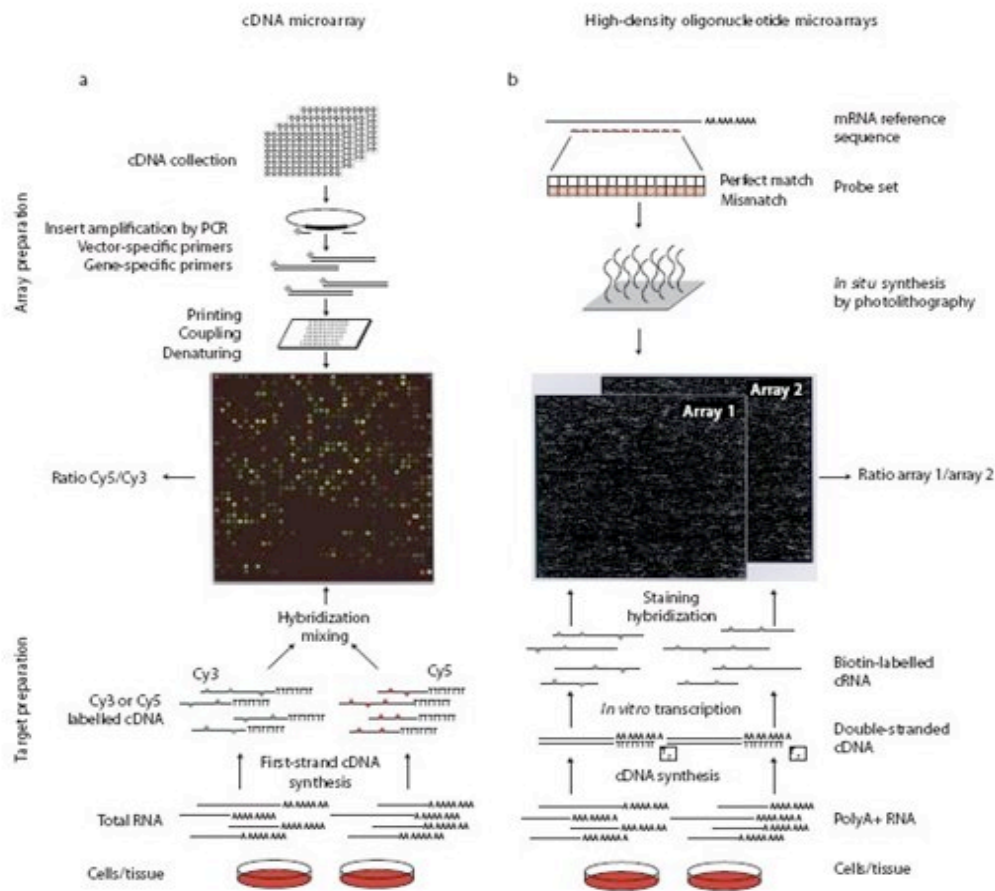 cDNA microarray
High-density oligonucleotide microarrays
a
b
cDNA collection
Insert amplification by PCR
Vector-specific primers
Gene-specific primers
Printing
Coupling
Denaturing
Array preparation
AA AAA AAAA
mRNA reference
sequence
Perfect match
Mismatch
Probe set
In situ synthesis
by photolithography
Array 2
Array 1
Ratio Cy5/Cy3
Ratio array 1/array 2
Hybridization
mixing
Staining
hybridization
Target preparation
Cy3
Cy5
Cy3 or Cy5
labelled cDNA
First-strand cDNA
synthesis
Total RNA
Cells/tissue
Biotin-labelled
cRNA
In vitro transcription
Double-stranded
cDNA
cDNA synthesis
PolyA+ RNA
Cells/tissue